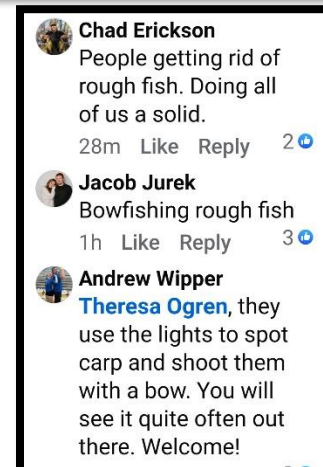 Chad Erickson
People getting rid of
rough fish. Doing all
of us a solid.
28m Like Reply 2
Jacob Jurek
Bowfishing rough fish
1h Like Reply 3
Andrew Wipper
Theresa Ogren, they
use the lights to spot
carp and shoot them
with a bow. You will
see it quite often out
there. Welcome!